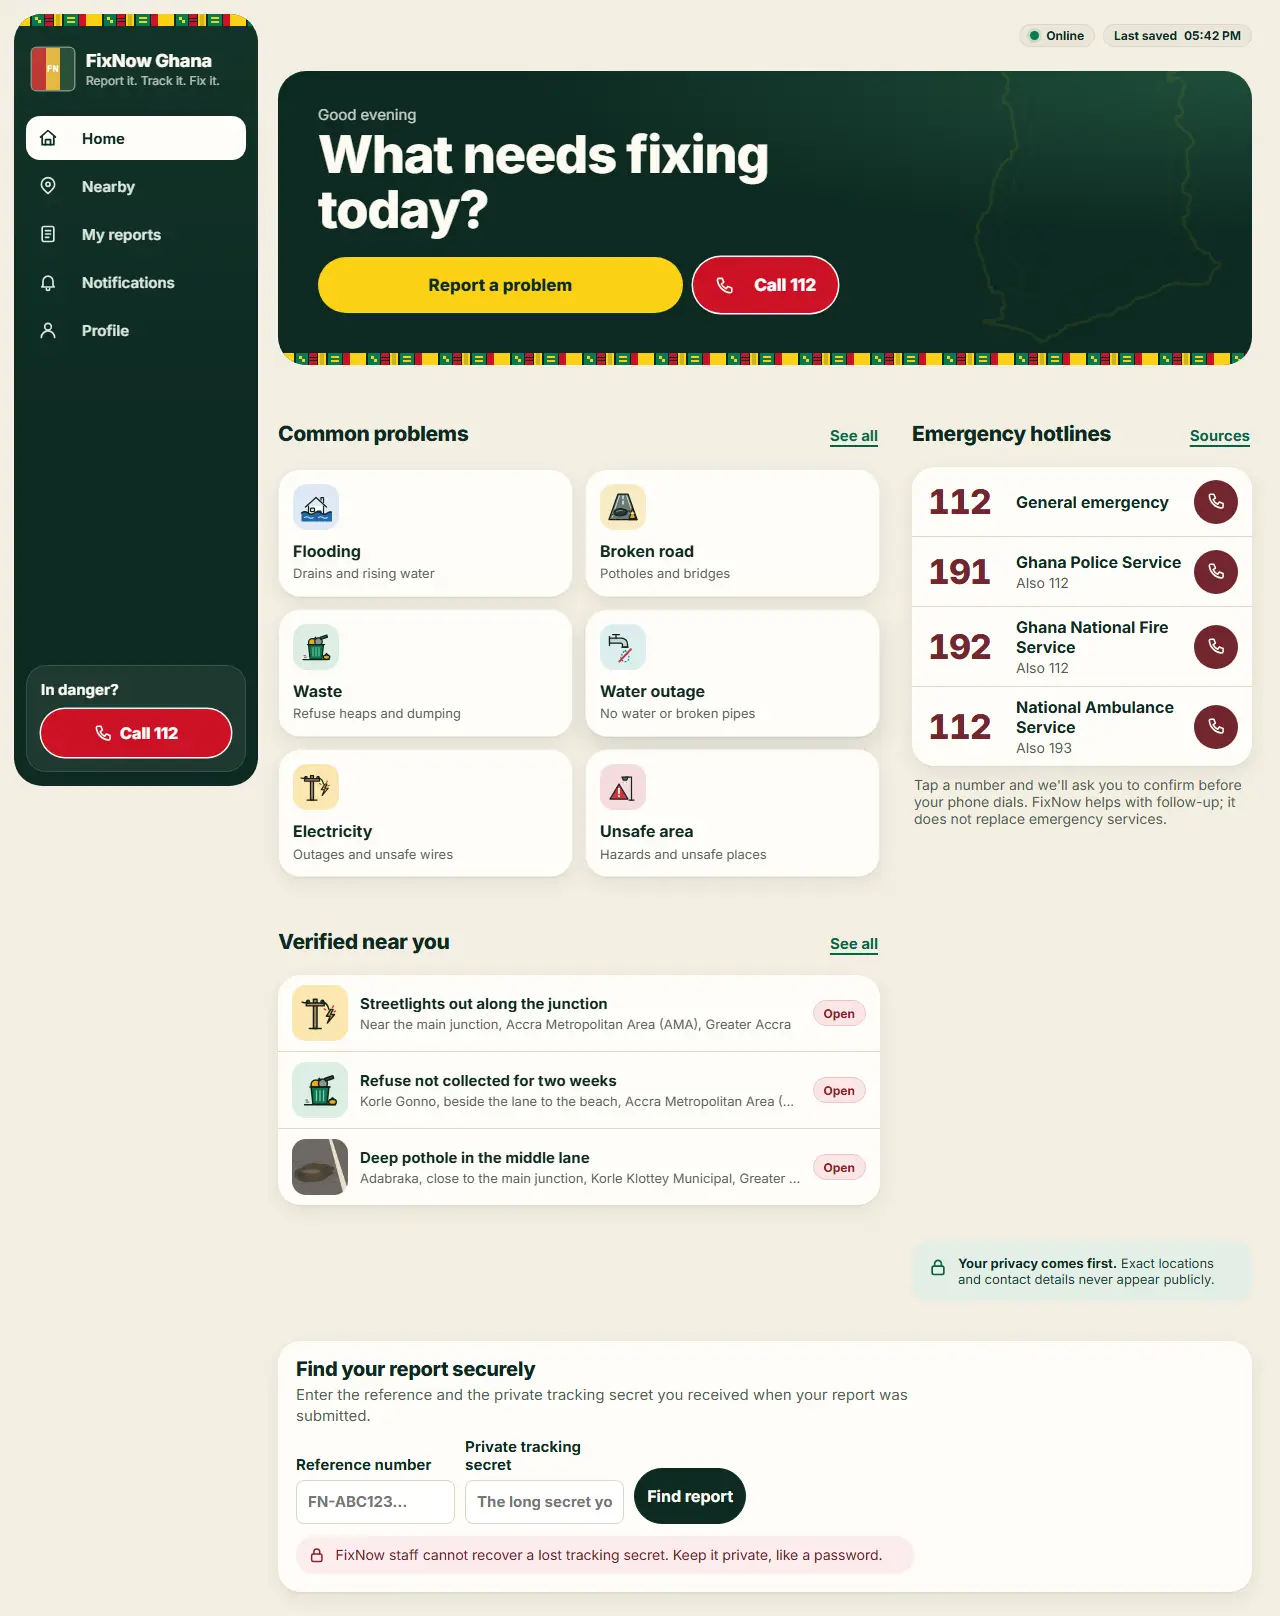 FN
FixNow Ghana
Report it. Track it. Fix it.
Home
Nearby
My reports
Notifications
Profile
In danger?
Call 112
Online
Last saved 05:42 PM
Good evening
What needs fixing
today?
Report a problem
Call 112
Common problems
See all
Flooding
Drains and rising water
Broken road
Potholes and bridges
Waste
Refuse heaps and dumping
Water outage
No water or broken pipes
Electricity
Outages and unsafe wires
Unsafe area
Hazards and unsafe places
Emergency hotlines
Sources
112
General emergency
191
Ghana Police Service
Also 112
192
Ghana National Fire
Service
Also 112
112
National Ambulance
Service
Also 193
Tap a number and we'll ask you to confirm before
your phone dials. FixNow helps with follow-up; it
does not replace emergency services.
Verified near you
See all
Streetlights out along the junction
Near the main junction, Accra Metropolitan Area (AMA), Greater Accra
Open
Refuse not collected for two weeks
Korle Gonno, beside the lane to the beach, Accra Metropolitan Area (...
Open
Deep pothole in the middle lane
Adabraka, close to the main junction, Korle Klottey Municipal, Greater ...
Open
Your privacy comes first. Exact locations
and contact details never appear publicly.
Find your report securely
Enter the reference and the private tracking secret you received when your report was
submitted.
Reference number
FN-ABC123...
Private tracking
secret
The long secret yo
Find report
FixNow staff cannot recover a lost tracking secret. Keep it private, like a password.